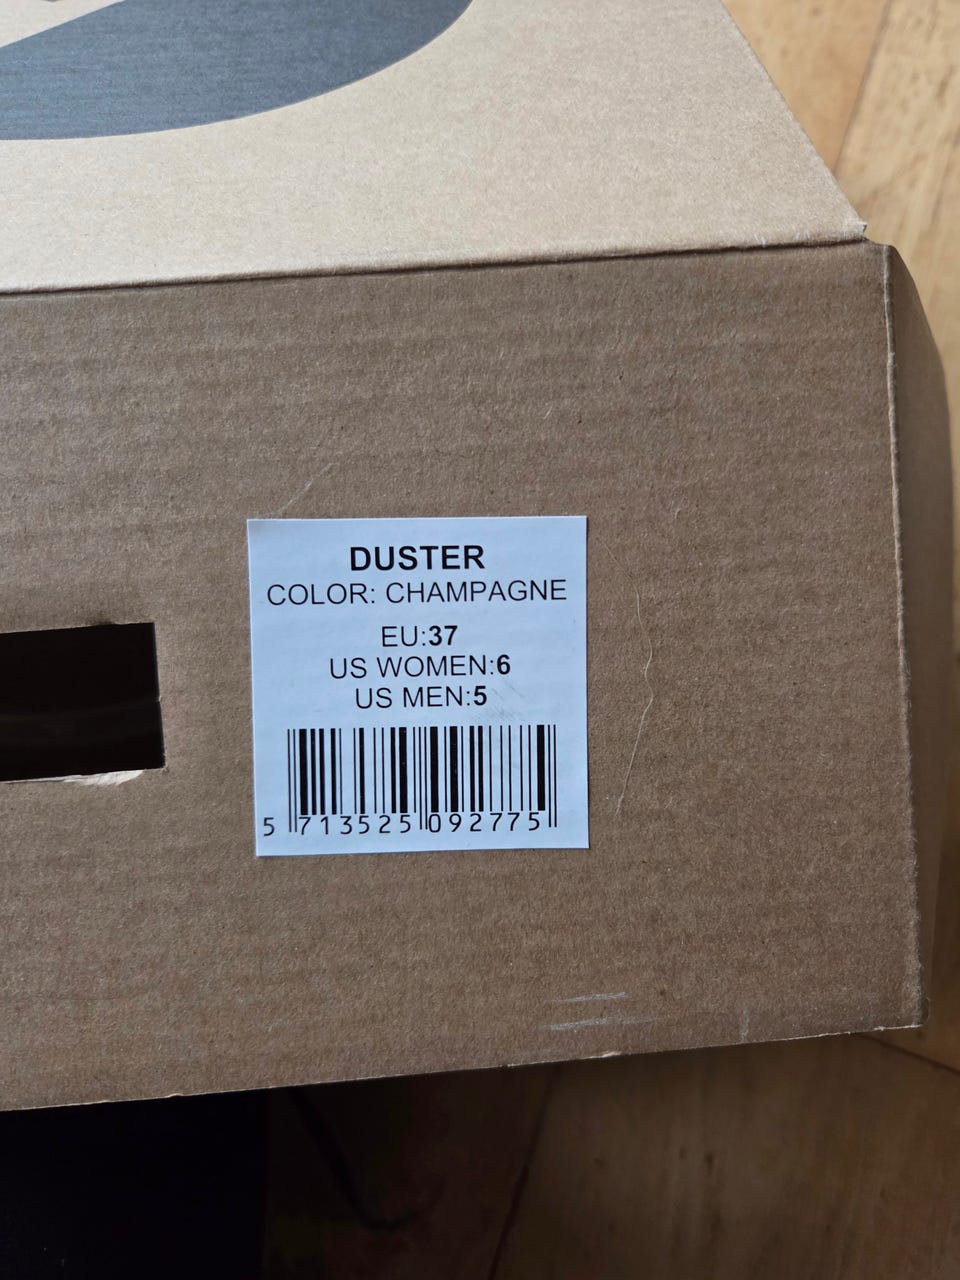 DUSTER
COLOR: CHAMPAGNE
EU:37
US WOMEN:6
US MEN:5
5 713525 092775